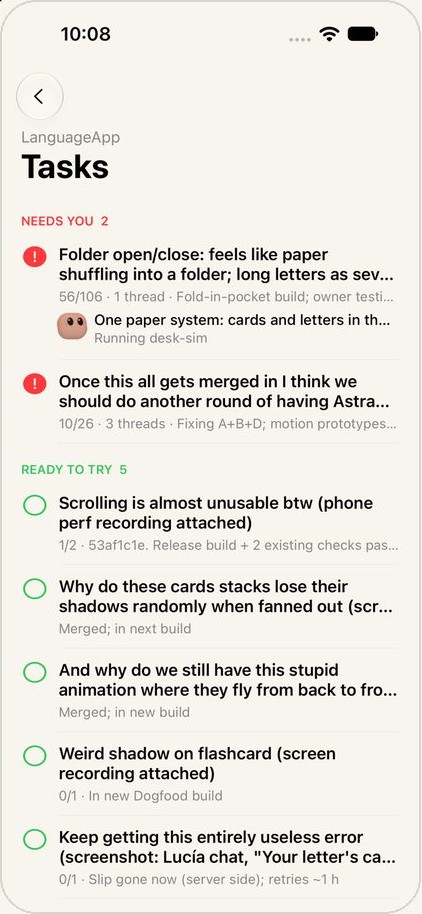 10:08
LanguageApp
Tasks
NEEDS YOU 2
Folder open/close: feels like paper
shuffling into a folder; long letters as sev...
56/106 · 1 thread · Fold-in-pocket build; owner testi...
One paper system: cards and letters in th...
Running desk-sim
Once this all gets merged in I think we
should do another round of having Astra...
10/26 · 3 threads · Fixing A+B+D; motion prototypes...
READY TO TRY 5
Scrolling is almost unusable btw (phone
perf recording attached)
1/2 · 53af1c1e. Release build + 2 existing checks pas...
Why do these cards stacks lose their
shadows randomly when fanned out (scr...
Merged; in next build
And why do we still have this stupid
animation where they fly from back to fro...
Merged; in new build
Weird shadow on flashcard (screen
recording attached)
0/1 · In new Dogfood build
Keep getting this entirely useless error
(screenshot: Lucía chat, "Your letter's ca...
0/1 · Slip gone now (server side); retries ~1 h